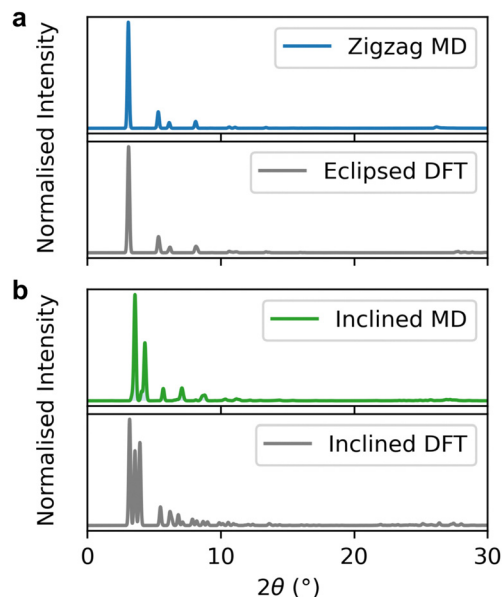 a
Normalised Intensity
Zigzag MD
Eclipsed DFT
b
Normalised Intensity
Inclined MD
Inclined DFT
0 10 20 30
2θ (°)